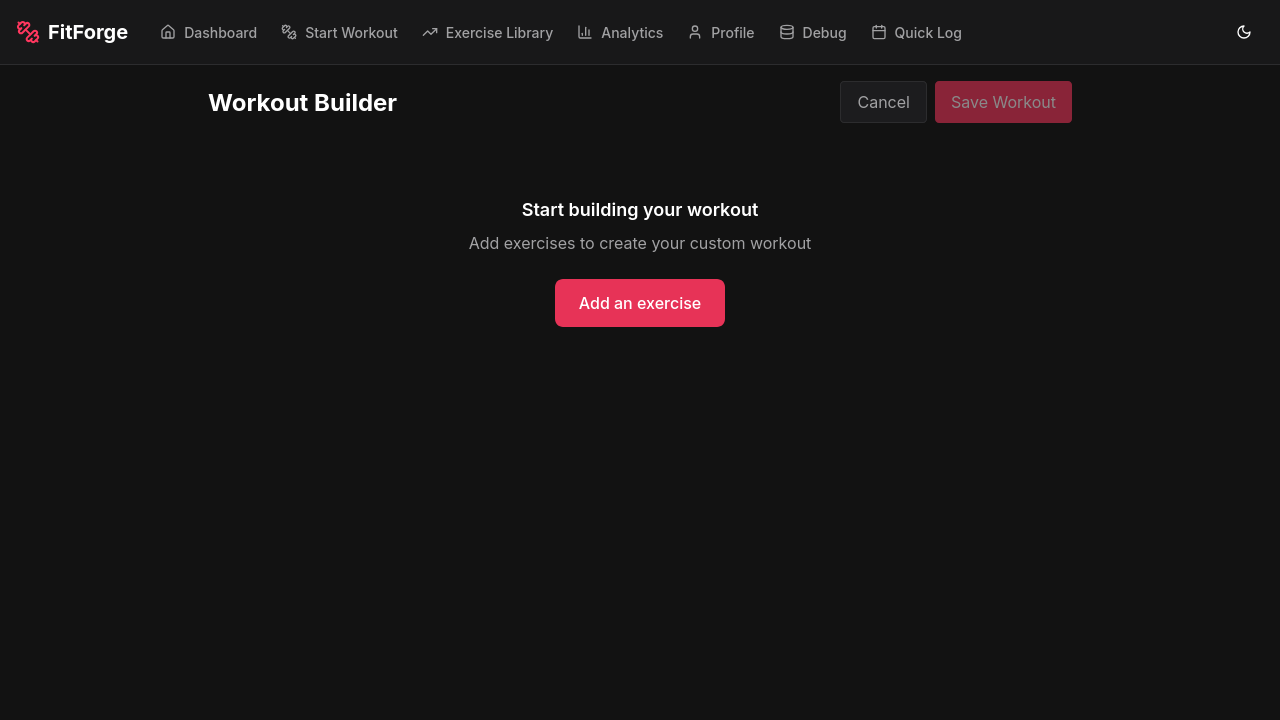 FitForge
Dashboard
Start Workout
Exercise Library
Analytics
Profile
Debug
Quick Log
Workout Builder
Cancel
Save Workout
Start building your workout
Add exercises to create your custom workout
Add an exercise